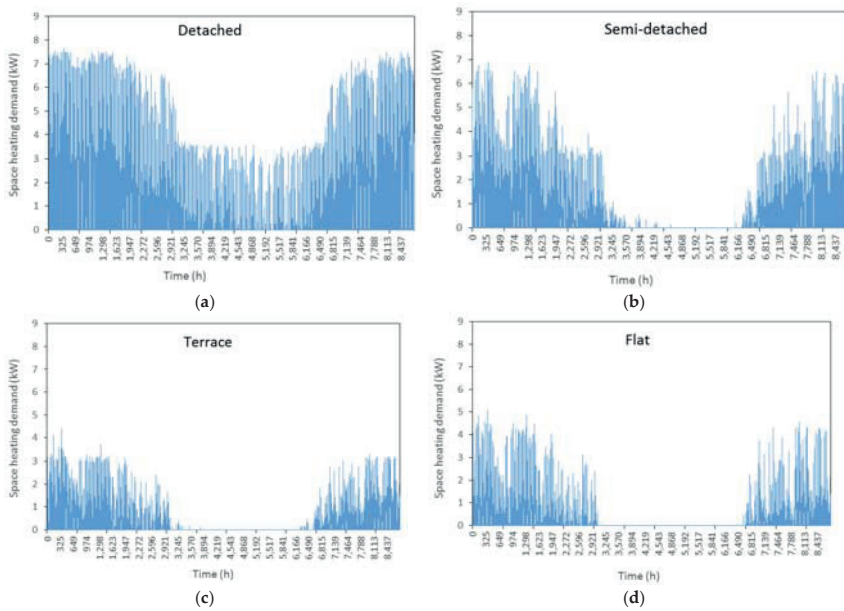 Detached
Space heating demand (kW)
9
8
7
6
5
4
3
2
1
0
0 325 649 974 1,298 1,623 1,947 2,272 2,596 2,921 3,245 3,570 3,894 4,219 4,543 4,868 5,192 5,517 5,841 6,166 6,490 6,815 7,139 7,464 7,788 8,113 8,437
Time (h)
(a)
Semi-detached
Space heating demand (kW)
9
8
7
6
5
4
3
2
1
0
0 325 649 974 1,298 1,623 1,947 2,272 2,596 2,921 3,245 3,570 3,894 4,219 4,543 4,868 5,192 5,517 5,841 6,166 6,490 6,815 7,139 7,464 7,788 8,113 8,437
Time (h)
(b)
Terrace
Space heating demand (kW)
9
8
7
6
5
4
3
2
1
0
0 325 649 974 1,298 1,623 1,947 2,272 2,596 2,921 3,245 3,570 3,894 4,219 4,543 4,868 5,192 5,517 5,841 6,166 6,490 6,815 7,139 7,464 7,788 8,113 8,437
Time (h)
(c)
Flat
Space heating demand (kW)
9
8
7
6
5
4
3
2
1
0
0 325 649 974 1,298 1,623 1,947 2,272 2,596 2,921 3,245 3,570 3,894 4,219 4,543 4,868 5,192 5,517 5,841 6,166 6,490 6,815 7,139 7,464 7,788 8,113 8,437
Time (h)
(d)